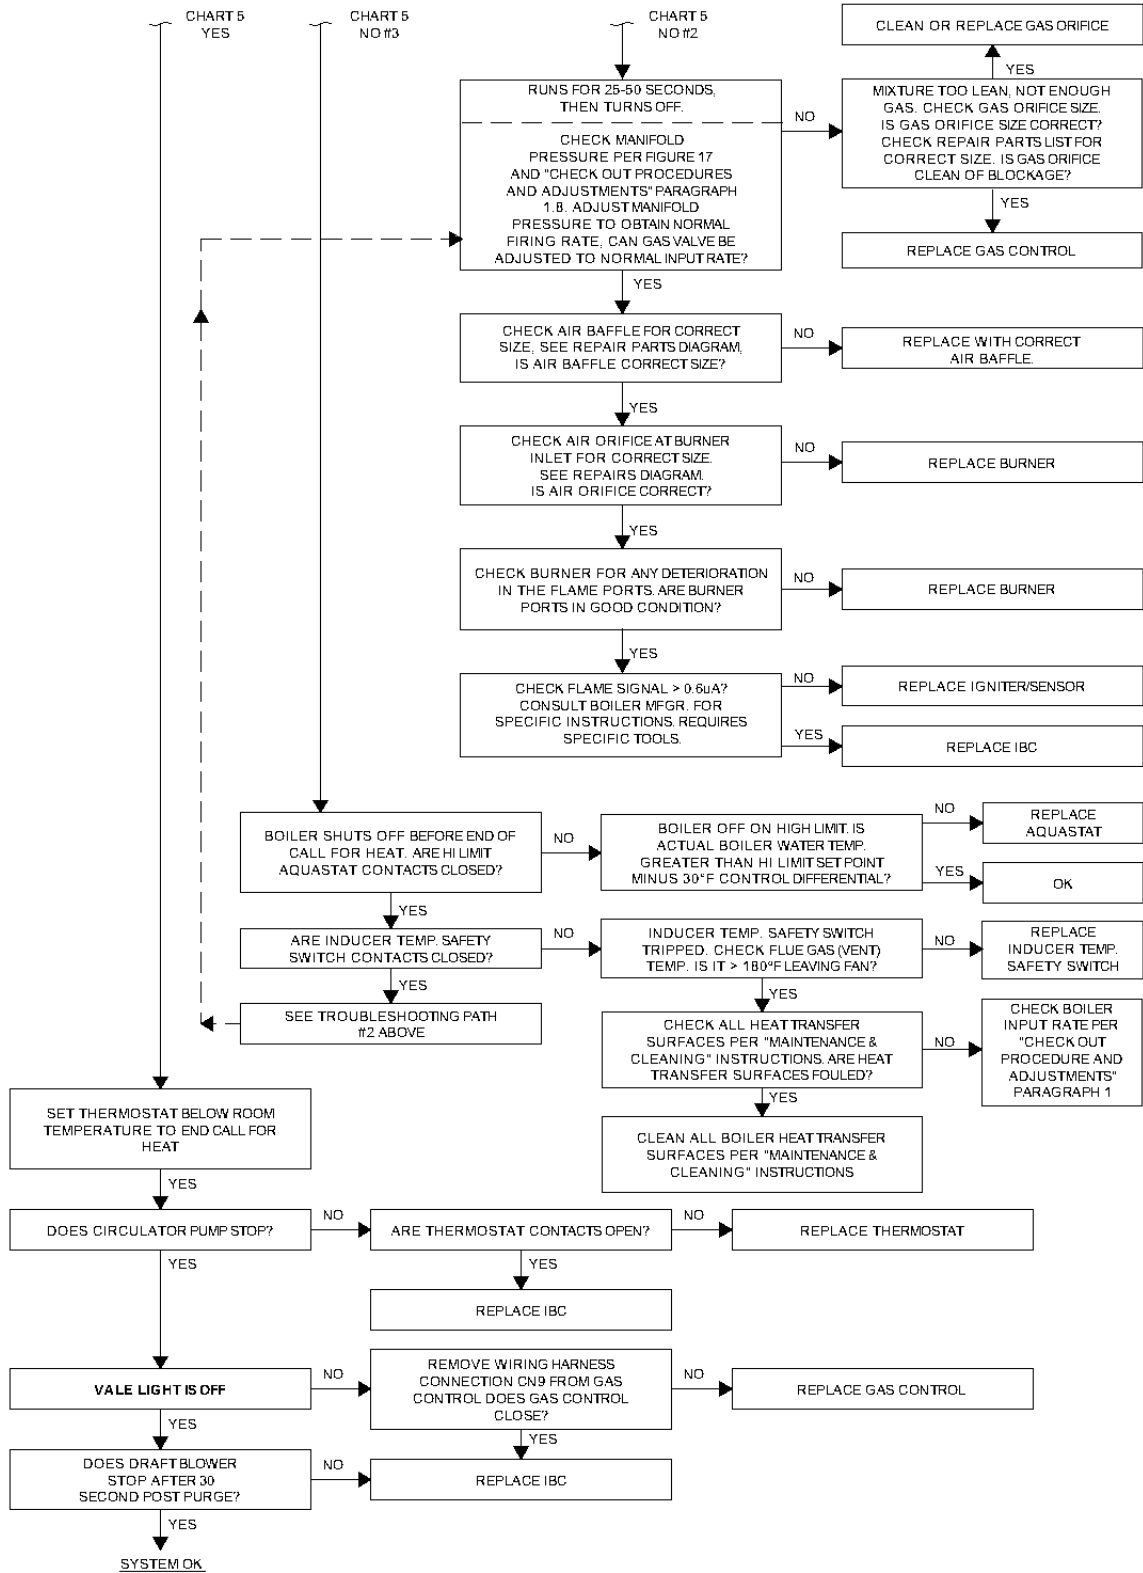 CHART 5
YES
CHART 5
NO #3
CHART 5
NO #2
CLEAN OR REPLACE GAS ORIFICE
YES
RUNS FOR 25-50 SECONDS,
THEN TURNS OFF.
CHECK MANIFOLD
PRESSURE PER FIGURE 17
AND "CHECK OUT PROCEDURES
AND ADJUSTMENTS" PARAGRAPH
1.8. ADJUST MANIFOLD
PRESSURE TO OBTAIN NORMAL
FIRING RATE, CAN GAS VALVE BE
ADJUSTED TO NORMAL INPUT RATE?
NO
MIXTURE TOO LEAN, NOT ENOUGH
GAS. CHECK GAS ORIFICE SIZE.
IS GAS ORIFICE SIZE CORRECT?
CHECK REPAIR PARTS LIST FOR
CORRECT SIZE. IS GAS ORIFICE
CLEAN OF BLOCKAGE?
YES
REPLACE GAS CONTROL
YES
CHECK AIR BAFFLE FOR CORRECT
SIZE, SEE REPAIR PARTS DIAGRAM,
IS AIR BAFFLE CORRECT SIZE?
NO
REPLACE WITH CORRECT
AIR BAFFLE.
YES
CHECK AIR ORIFICE AT BURNER
INLET FOR CORRECT SIZE.
SEE REPAIRS DIAGRAM.
IS AIR ORIFICE CORRECT?
NO
REPLACE BURNER
YES
CHECK BURNER FOR ANY DETERIORATION
IN THE FLAME PORTS. ARE BURNER
PORTS IN GOOD CONDITION?
NO
REPLACE BURNER
YES
CHECK FLAME SIGNAL > 0.6uA?
CONSULT BOILER MFGR. FOR
SPECIFIC INSTRUCTIONS. REQUIRES
SPECIFIC TOOLS.
NO
REPLACE IGNITER/SENSOR
YES
REPLACE IBC
BOILER SHUTS OFF BEFORE END OF
CALL FOR HEAT. ARE HI LIMIT
AQUASTAT CONTACTS CLOSED?
NO
BOILER OFF ON HIGH LIMIT. IS
ACTUAL BOILER WATER TEMP.
GREATER THAN HI LIMIT SET POINT
MINUS 30°F CONTROL DIFFERENTIAL?
NO
REPLACE
AQUASTAT
YES
OK
YES
ARE INDUCER TEMP. SAFETY
SWITCH CONTACTS CLOSED?
NO
INDUCER TEMP. SAFETY SWITCH
TRIPPED. CHECK FLUE GAS (VENT)
TEMP. IS IT > 180°F LEAVING FAN?
NO
REPLACE
INDUCER TEMP.
SAFETY SWITCH
YES
SEE TROUBLESHOOTING PATH
#2 ABOVE
YES
CHECK ALL HEAT TRANSFER
SURFACES PER "MAINTENANCE &
CLEANING" INSTRUCTIONS. ARE HEAT
TRANSFER SURFACES FOULED?
NO
CHECK BOILER
INPUT RATE PER
"CHECK OUT
PROCEDURE AND
ADJUSTMENTS"
PARAGRAPH 1
YES
CLEAN ALL BOILER HEAT TRANSFER
SURFACES PER "MAINTENANCE &
CLEANING" INSTRUCTIONS
SET THERMOSTAT BELOW ROOM
TEMPERATURE TO END CALL FOR
HEAT
YES
DOES CIRCULATOR PUMP STOP?
NO
ARE THERMOSTAT CONTACTS OPEN?
NO
REPLACE THERMOSTAT
YES
YES
REPLACE IBC
VALE LIGHT IS OFF
NO
REMOVE WIRING HARNESS
CONNECTION CN9 FROM GAS
CONTROL DOES GAS CONTROL
CLOSE?
NO
REPLACE GAS CONTROL
YES
YES
DOES DRAFT BLOWER
STOP AFTER 30
SECOND POST PURGE?
NO
REPLACE IBC
YES
SYSTEM OK